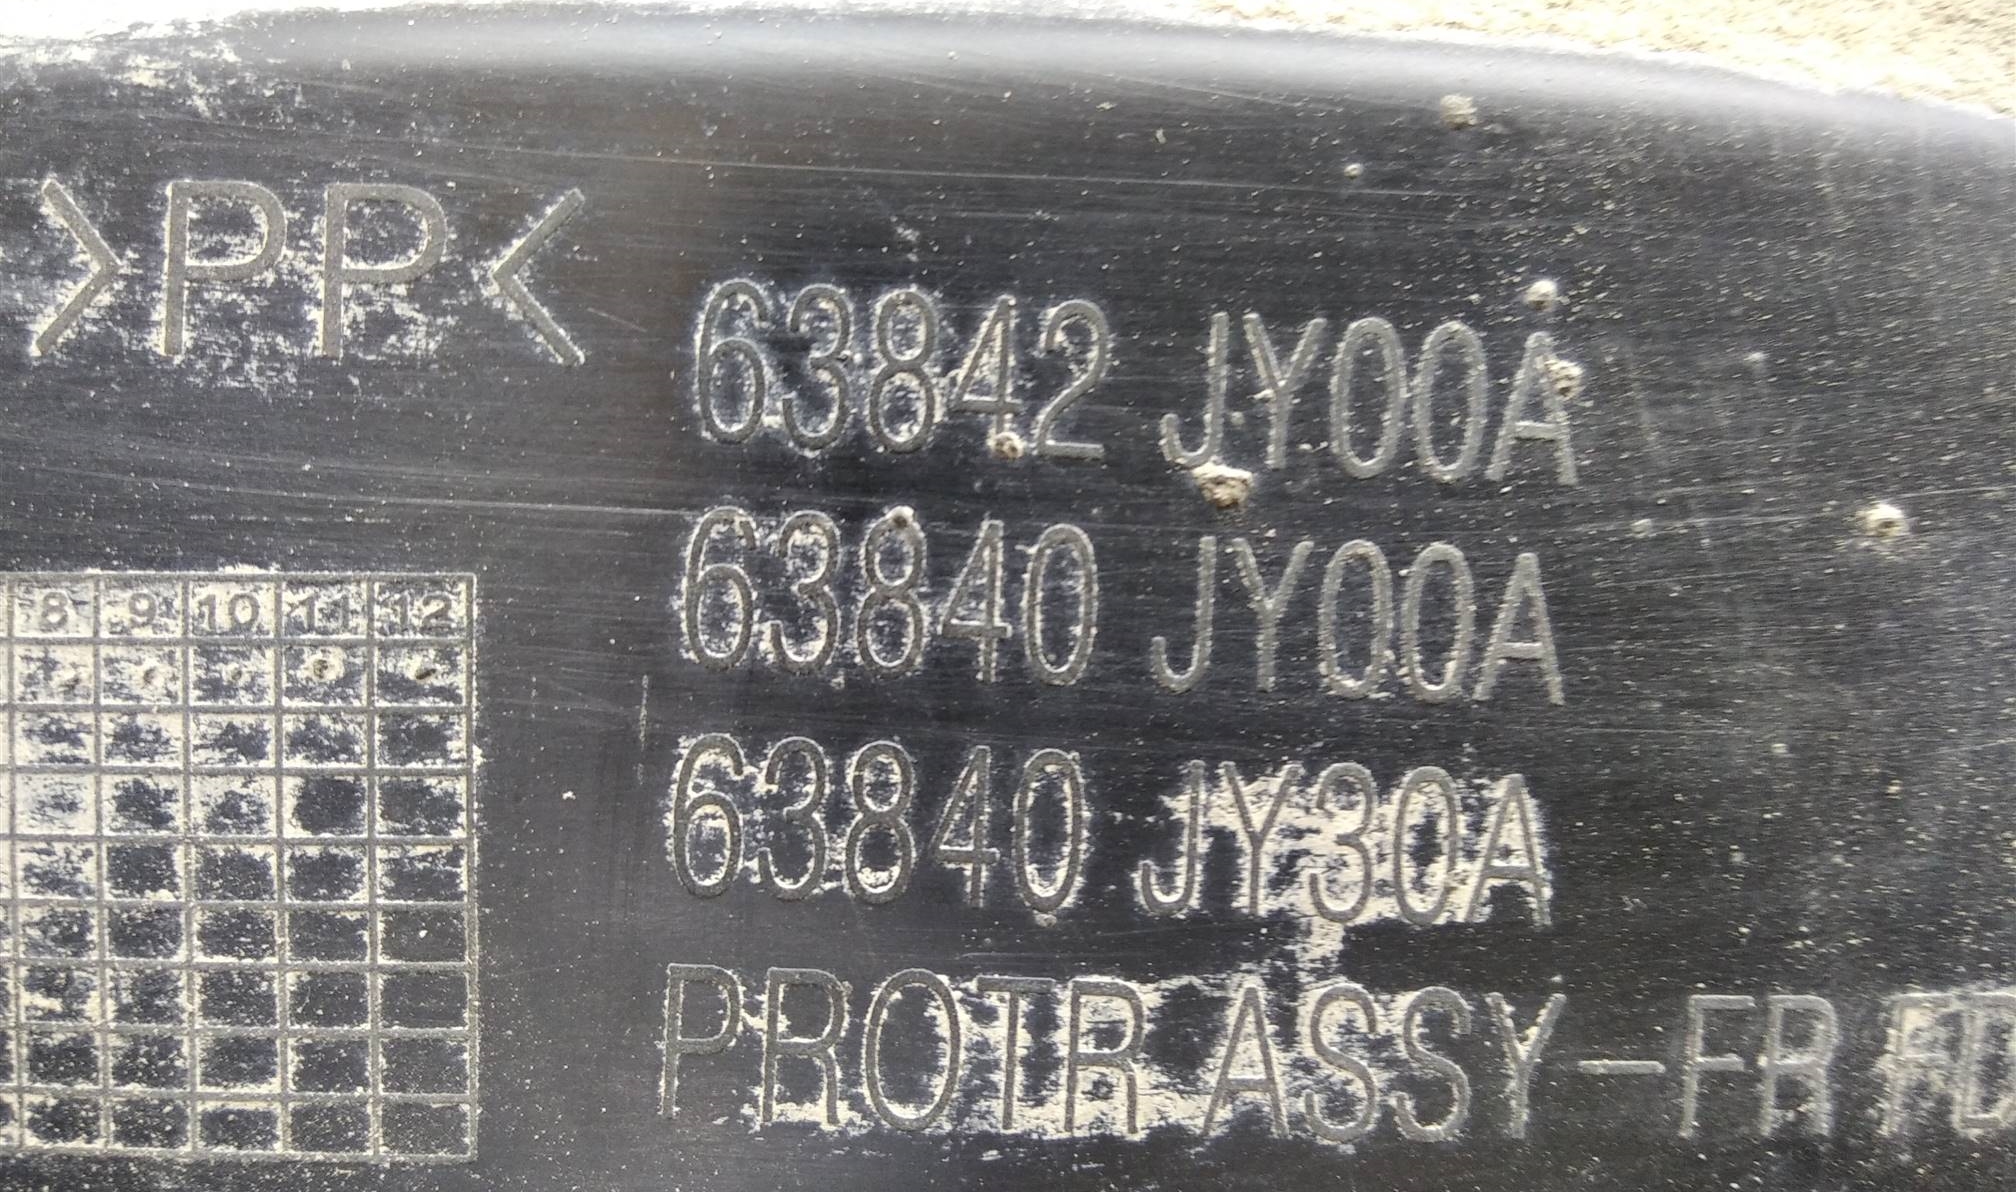 >PP<
63842 JY00A
63840 JY00A
63840 JY30A
PROTR ASSY-FR
8 9 10 11 12